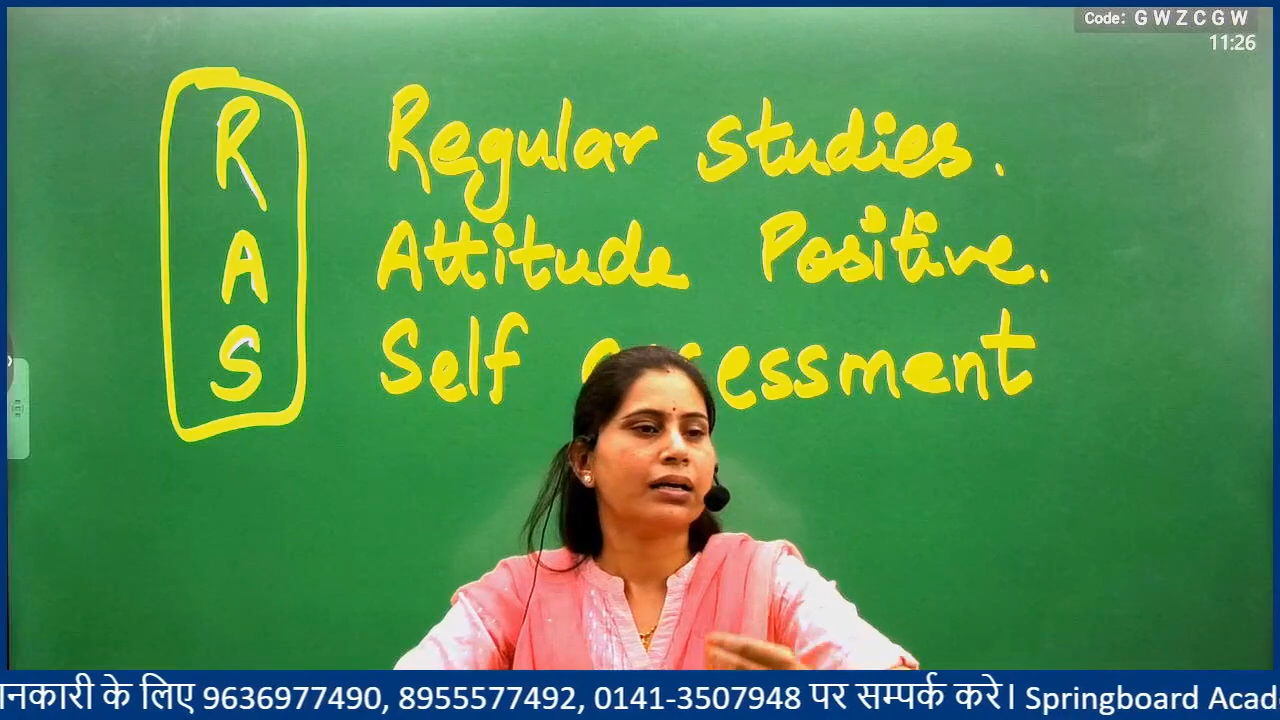 Code: G W Z C G W
11:26
R Regular studies.
A Attitude Positive.
S Self assessment
नकारी के लिए 9636977490, 8955577492, 0141-3507948 पर सम्पर्क करे। Springboard Acad